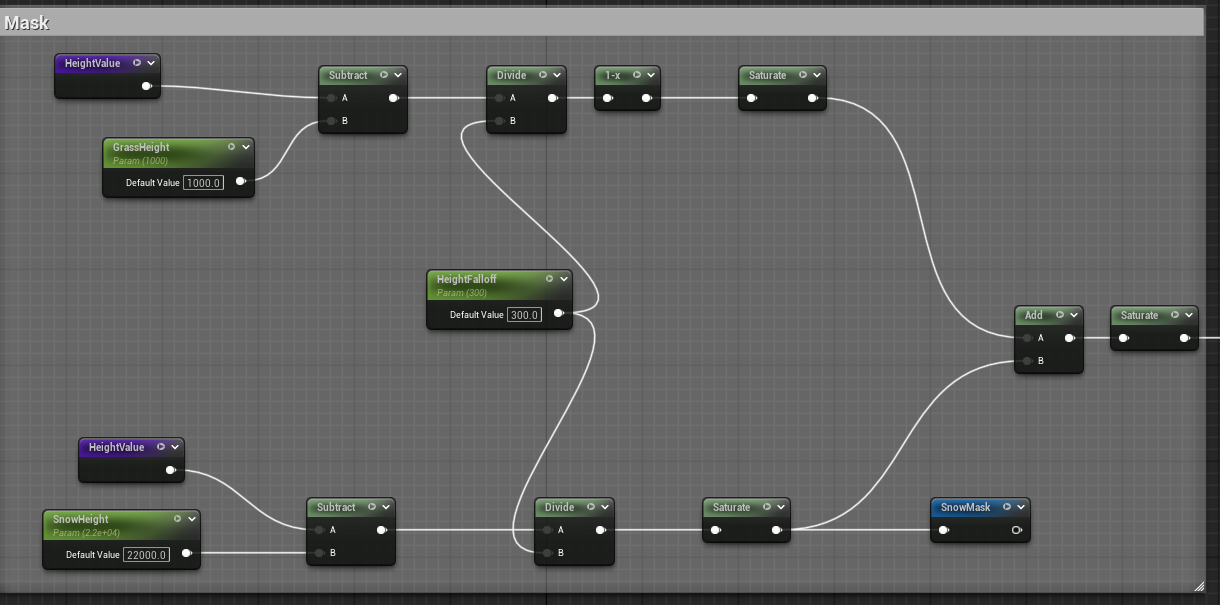 Mask
HeightValue
Subtract
A
B
Divide
A
B
1-x
Saturate
GrassHeight
Param (1000)
Default Value 1000.0
HeightFalloff
Param (300)
Default Value 300.0
Add
A
B
Saturate
HeightValue
SnowHeight
Param (2.2e+04)
Default Value 22000.0
Subtract
A
B
Divide
A
B
Saturate
SnowMask